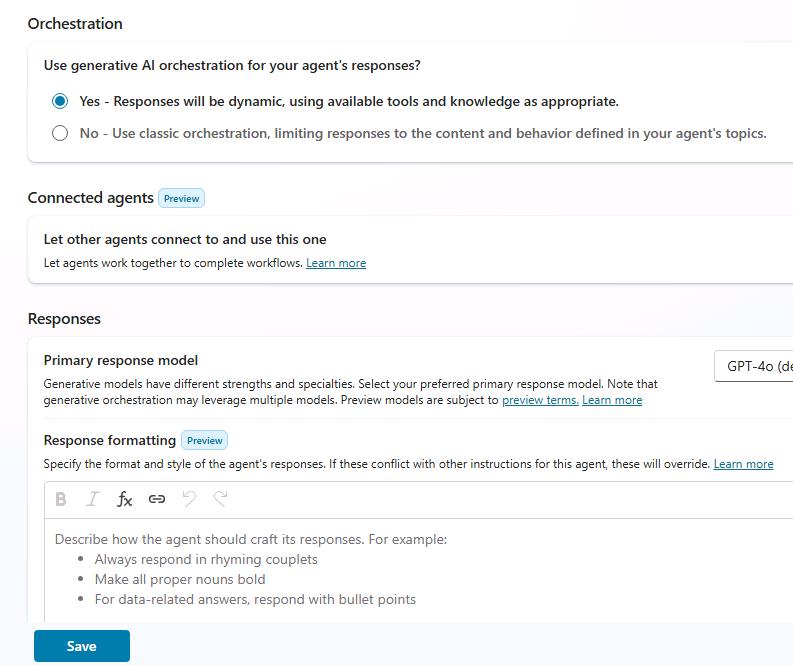 Orchestration
Use generative AI orchestration for your agent's responses?
Yes - Responses will be dynamic, using available tools and knowledge as appropriate.
No - Use classic orchestration, limiting responses to the content and behavior defined in your agent's topics.
Connected agents Preview
Let other agents connect to and use this one
Let agents work together to complete workflows. Learn more
Responses
Primary response model
GPT-4o (de
Generative models have different strengths and specialties. Select your preferred primary response model. Note that
generative orchestration may leverage multiple models. Preview models are subject to preview terms. Learn more
Response formatting Preview
Specify the format and style of the agent's responses. If these conflict with other instructions for this agent, these will override. Learn more
B I fx
Describe how the agent should craft its responses. For example:
• Always respond in rhyming couplets
• Make all proper nouns bold
• For data-related answers, respond with bullet points
Save